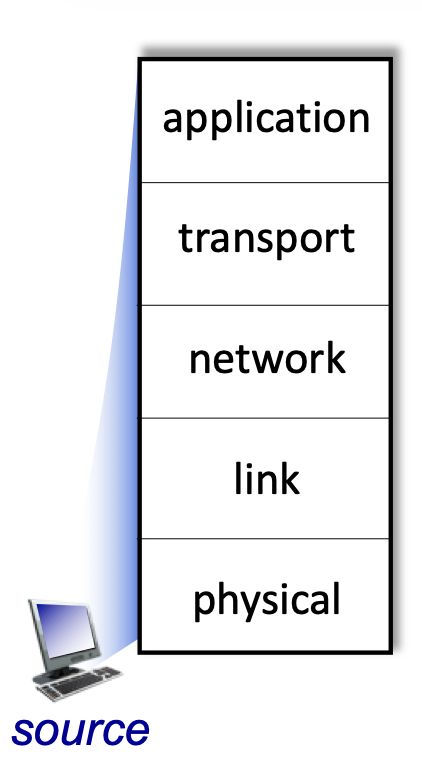 application
transport
network
link
physical
source